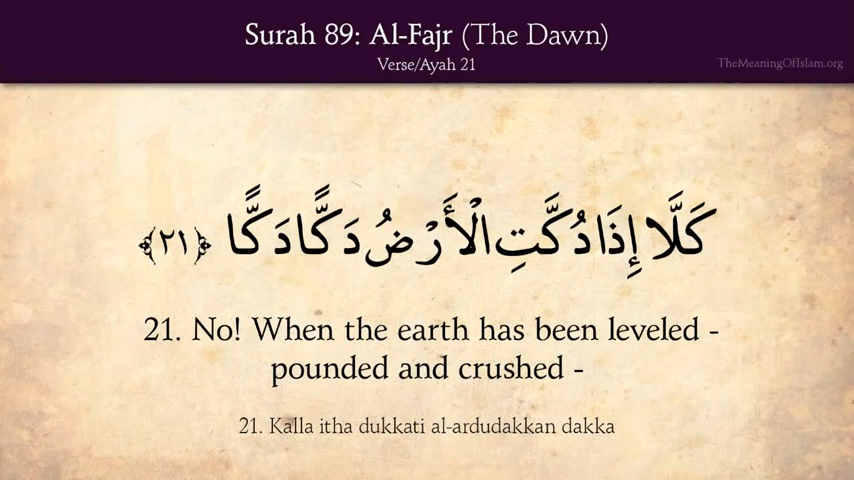 Surah 89: Al-Fajr (The Dawn)
Verse/Ayah 21
TheMeaningOfIslam.org
كَلَّا إِذَا دُكَّتِ الْأَرْضُ دَكًّا دَكًّا ﴿٢١﴾
21. No! When the earth has been leveled -
pounded and crushed -
21. Kalla itha dukkati al-ardudakkan dakka